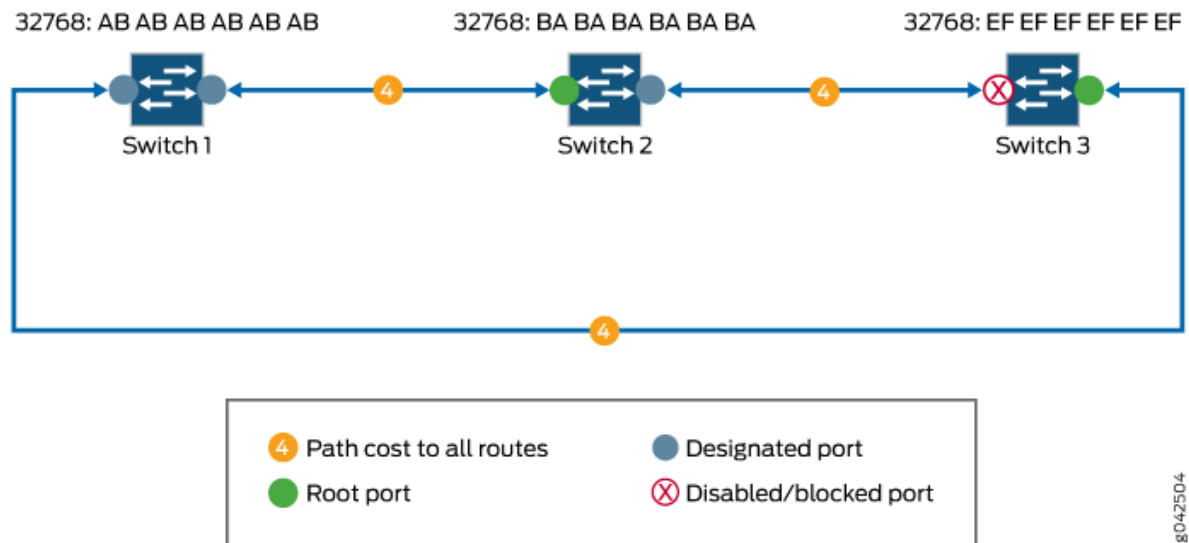 32768: AB AB AB AB AB AB
32768: BA BA BA BA BA BA
32768: EF EF EF EF EF EF
4
4
X
Switch 1
Switch 2
Switch 3
4
4 Path cost to all routes
Designated port
Root port
X Disabled/blocked port
g042504